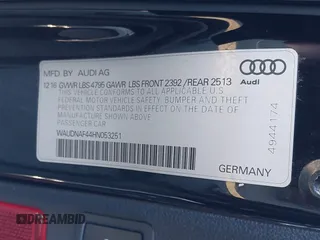 MFD. BY AUDI AG
12/16 GVWR LBS 4795 GAWR LBS FRONT 2392/REAR 2513
THIS VEHICLE CONFORMS TO ALL APPLICABLE U.S
FEDERAL MOTOR VEHICLE SAFETY, BUMPER AND THEFT
PREVENTION STANDARDS IN EFFECT ON THE DATE OF
MANUFACTURE SHOWN ABOVE
PASSENGER CAR
Audi
4944174
WAUDNAF44HN053251
GERMANY
DREAMBID